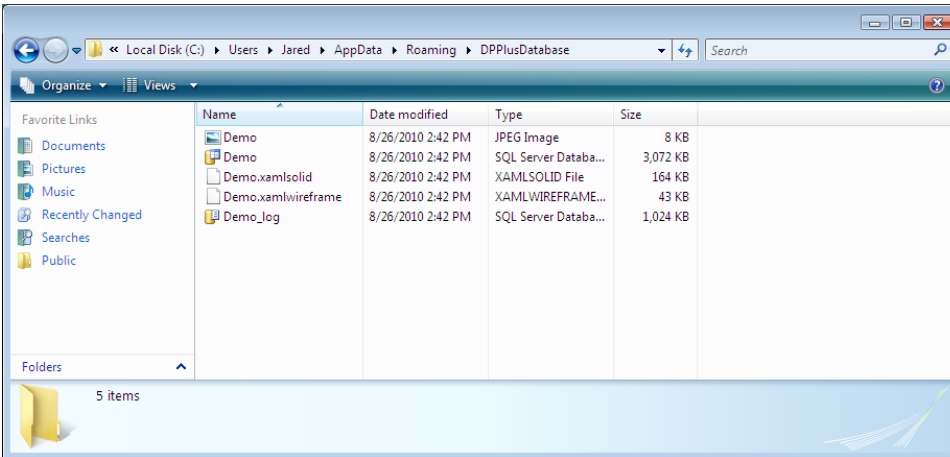 « Local Disk (C:) Users Jared AppData Roaming DPPlusDatabase Search
Organize Views
Favorite Links
Documents
Pictures
Music
Recently Changed
Searches
Public
Folders
Name Date modified Type Size
Demo 8/26/2010 2:42 PM JPEG Image 8 KB
Demo 8/26/2010 2:42 PM SQL Server Databa... 3,072 KB
Demo.xamlsolid 8/26/2010 2:42 PM XAMLSOLID File 164 KB
Demo.xamlwireframe 8/26/2010 2:42 PM XAMLWIREFRAME... 43 KB
Demo_log 8/26/2010 2:42 PM SQL Server Databa... 1,024 KB
5 items